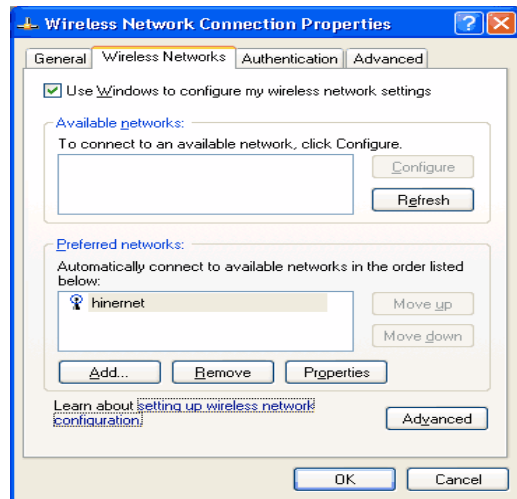 Wireless Network Connection Properties
General Wireless Networks Authentication Advanced
Use Windows to configure my wireless network settings
Available networks:
To connect to an available network, click Configure.
Configure
Refresh
Preferred networks:
Automatically connect to available networks in the order listed
below:
hinernet
Move up
Move down
Add... Remove Properties
Learn about setting up wireless network
configuration.
Advanced
OK Cancel